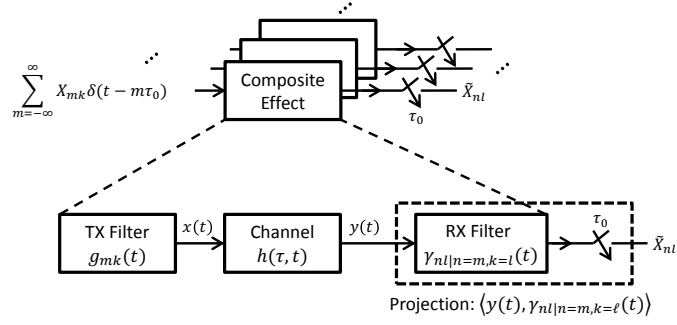 ...
...
∑_{m=-∞}^{∞} X_{mk} δ(t − mτ_0)
Composite
Effect
τ_0
X̃_{nl}
...
TX Filter
g_{mk}(t)
x(t)
Channel
h(τ, t)
y(t)
RX Filter
γ_{nl|n=m,k=l}(t)
τ_0
X̃_{nl}
Projection: ⟨y(t), γ_{nl|n=m,k=ℓ}(t)⟩